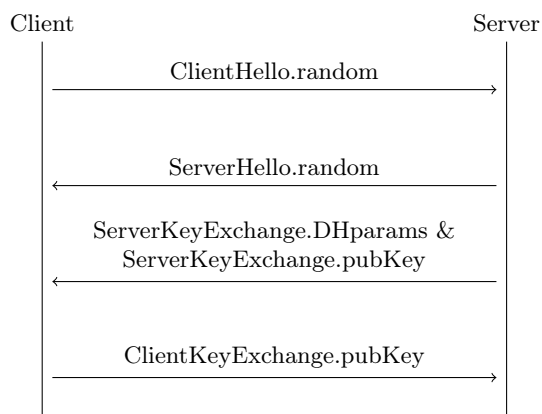 Client
Server
ClientHello.random
ServerHello.random
ServerKeyExchange.DHparams &
ServerKeyExchange.pubKey
ClientKeyExchange.pubKey